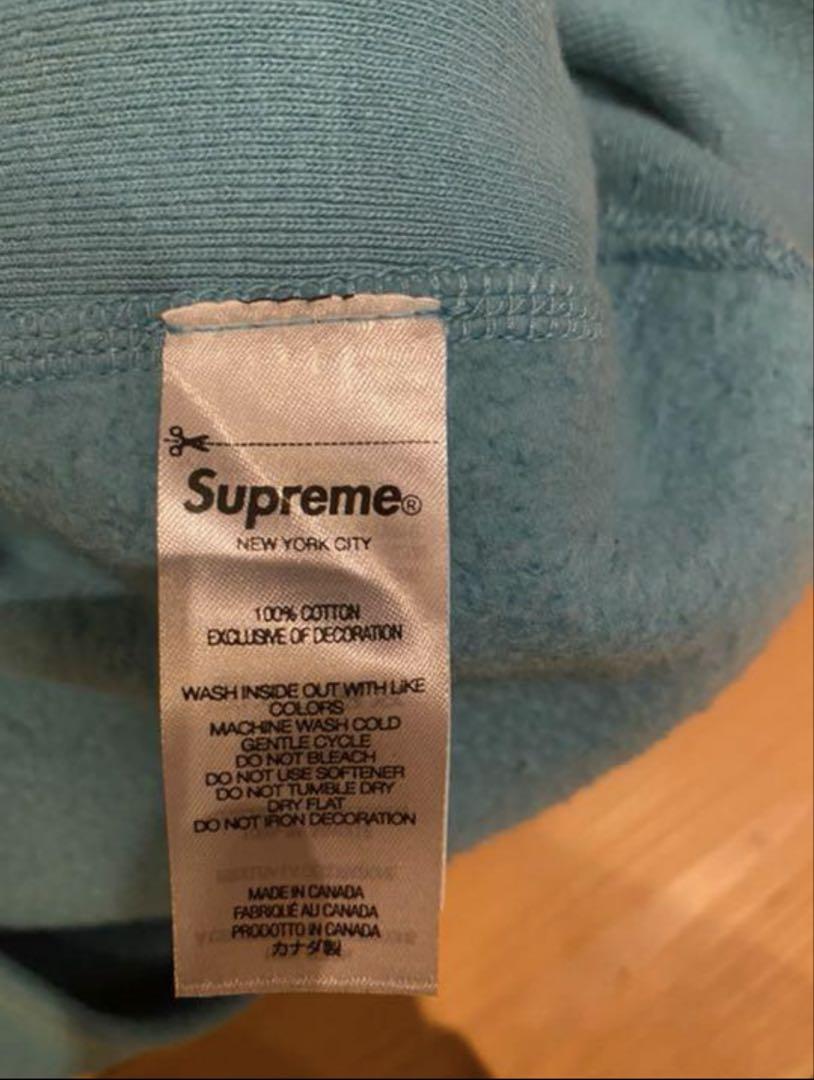 Supreme®
NEW YORK CITY
100% COTTON
EXCLUSIVE OF DECORATION
WASH INSIDE OUT WITH LIKE
COLORS
MACHINE WASH COLD
GENTLE CYCLE
DO NOT BLEACH
DO NOT USE SOFTENER
DO NOT TUMBLE DRY
DRY FLAT
DO NOT IRON DECORATION
MADE IN CANADA
FABRIQUÉ AU CANADA
PRODOTTO IN CANADA
カナダ製